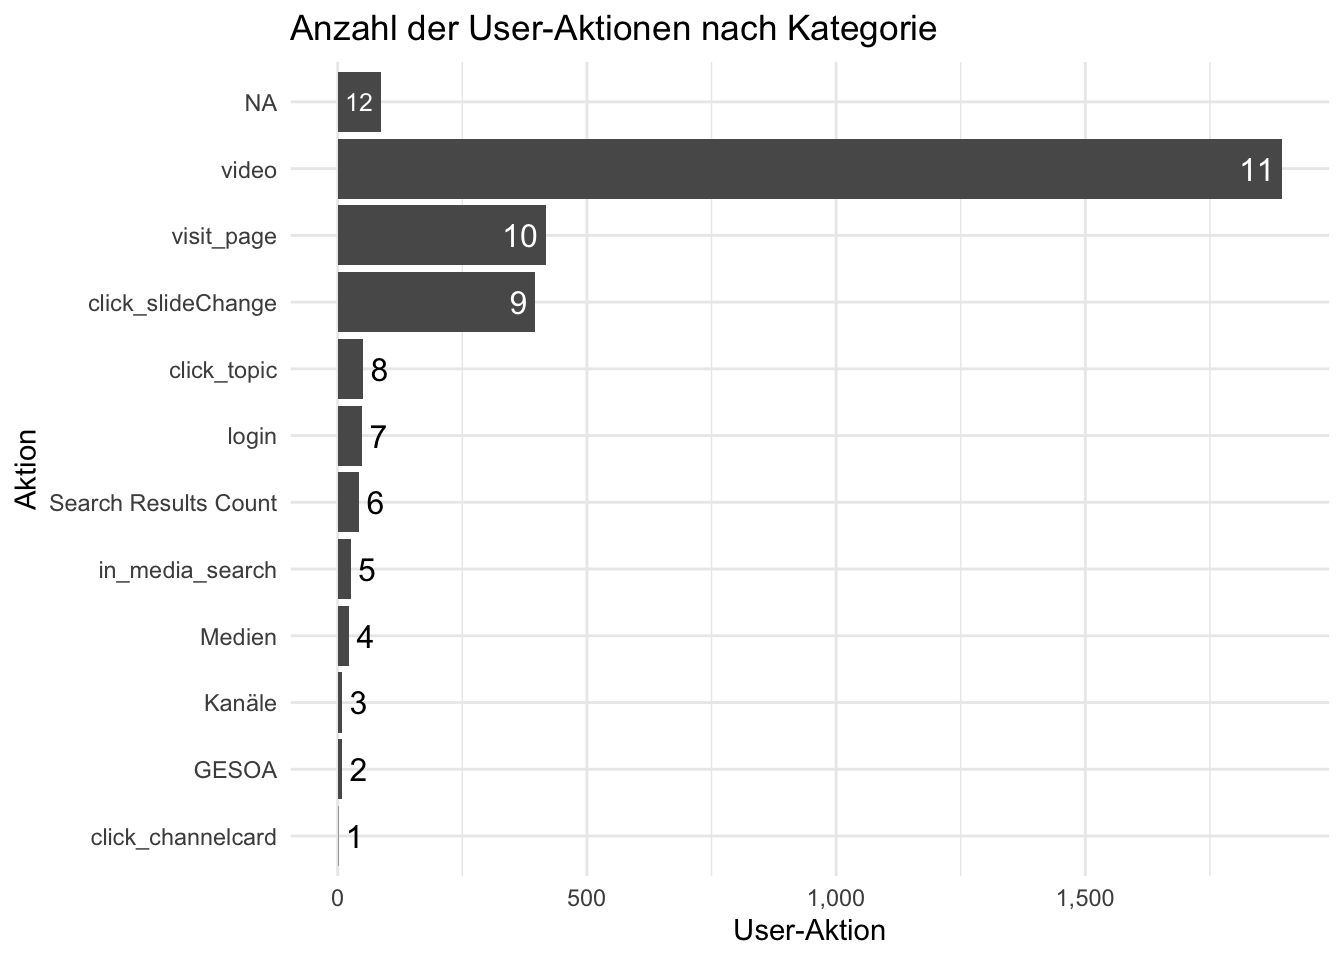 Anzahl der User-Aktionen nach Kategorie
NA 12
video 11
visit_page 10
click_slideChange 9
click_topic 8
login 7
Search Results Count 6
in_media_search 5
Medien 4
Kanäle 3
GESOA 2
click_channelcard 1
Aktion
0 500 1,000 1,500
User-Aktion